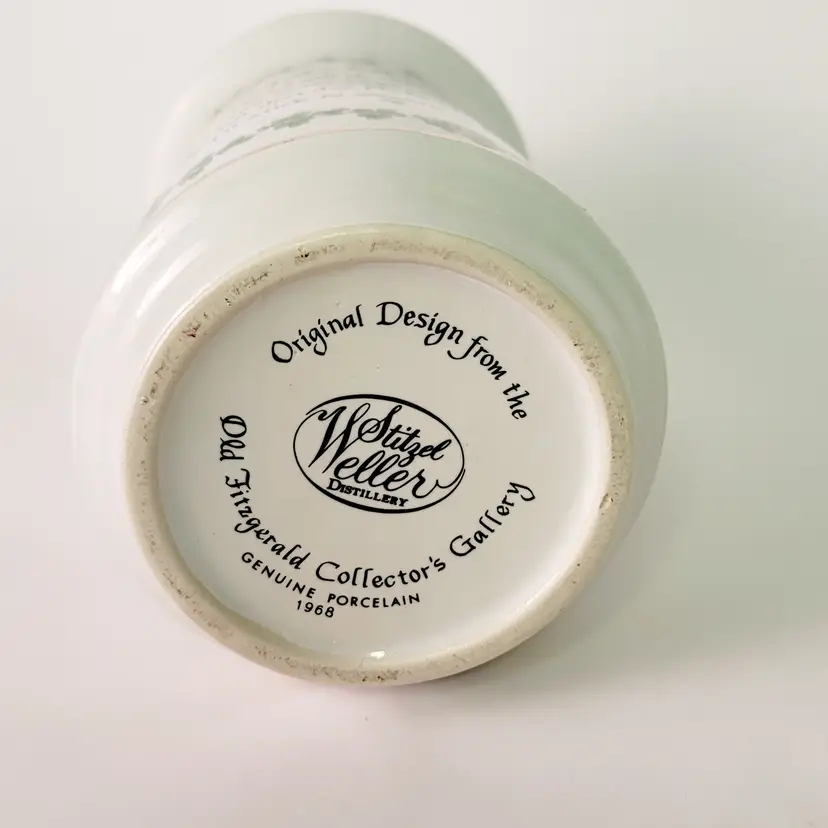 Original Design from the
Old Fitzgerald Collector's Gallery
Stitzel
Weller
DISTILLERY
GENUINE PORCELAIN
1968